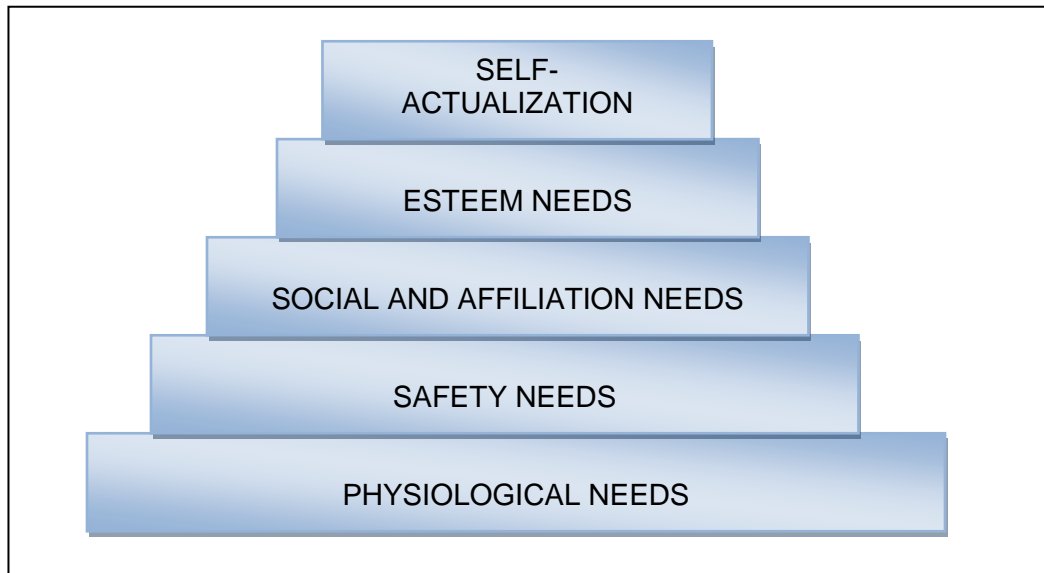 SELF-
ACTUALIZATION
ESTEEM NEEDS
SOCIAL AND AFFILIATION NEEDS
SAFETY NEEDS
PHYSIOLOGICAL NEEDS